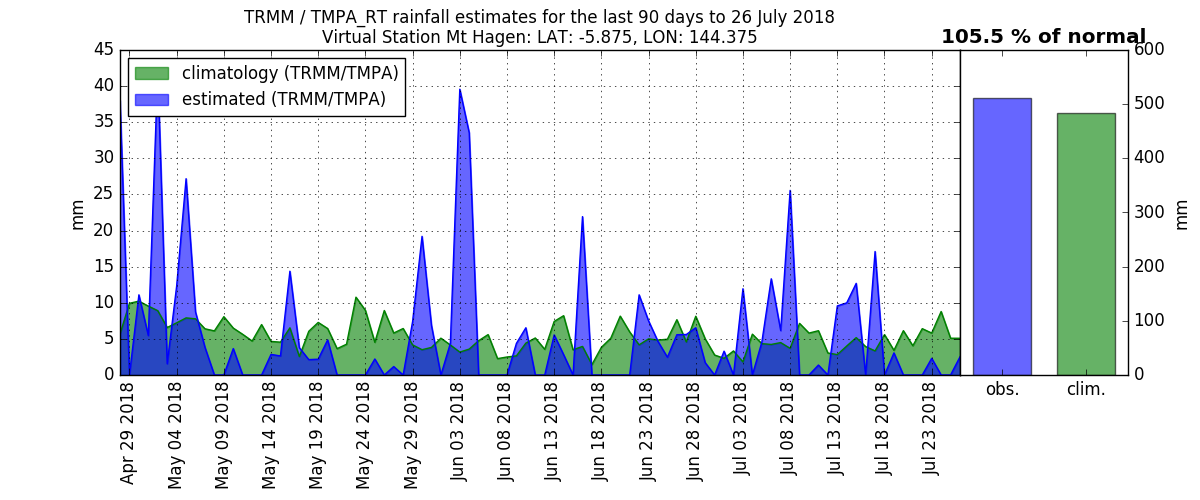 TRMM / TMPA_RT rainfall estimates for the last 90 days to 26 July 2018
Virtual Station Mt Hagen: LAT: -5.875, LON: 144.375
105.5 % of normal
climatology (TRMM/TMPA)
estimated (TRMM/TMPA)
mm
45
40
35
30
25
20
15
10
5
0
Apr 29 2018
May 04 2018
May 09 2018
May 14 2018
May 19 2018
May 24 2018
May 29 2018
Jun 03 2018
Jun 08 2018
Jun 13 2018
Jun 18 2018
Jun 23 2018
Jun 28 2018
Jul 03 2018
Jul 08 2018
Jul 13 2018
Jul 18 2018
Jul 23 2018
600
500
400
300
200
100
0
mm
obs.
clim.